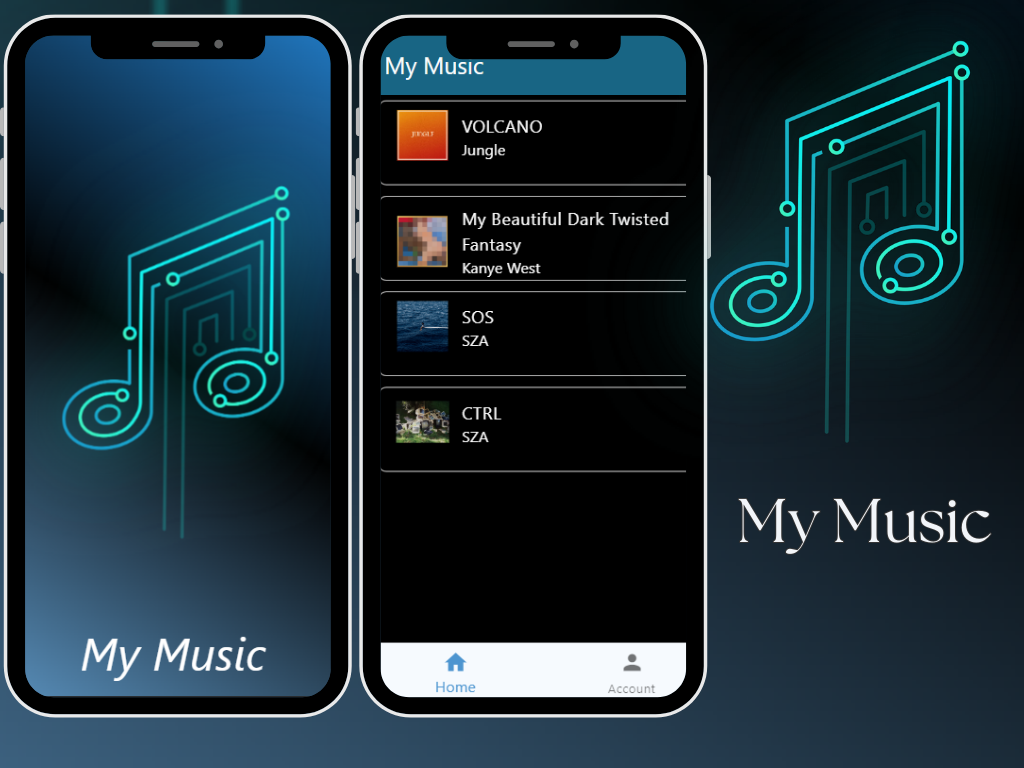 My Music
My Music
VOLCANO
Jungle
My Beautiful Dark Twisted
Fantasy
Kanye West
SOS
SZA
CTRL
SZA
Home
Account
My Music